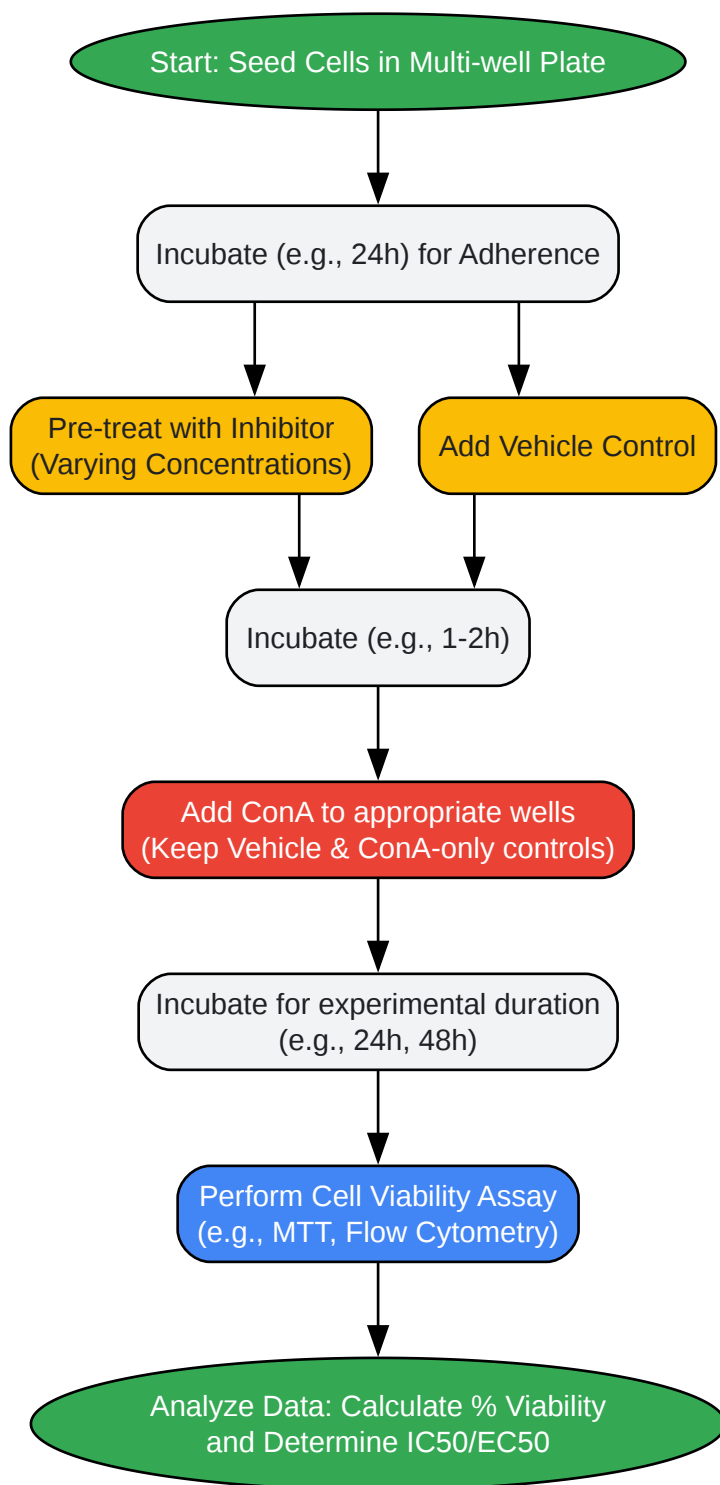 Start: Seed Cells in Multi-well Plate
Incubate (e.g., 24h) for Adherence
Pre-treat with Inhibitor
(Varying Concentrations)
Add Vehicle Control
Incubate (e.g., 1-2h)
Add ConA to appropriate wells
(Keep Vehicle & ConA-only controls)
Incubate for experimental duration
(e.g., 24h, 48h)
Perform Cell Viability Assay
(e.g., MTT, Flow Cytometry)
Analyze Data: Calculate % Viability
and Determine IC50/EC50